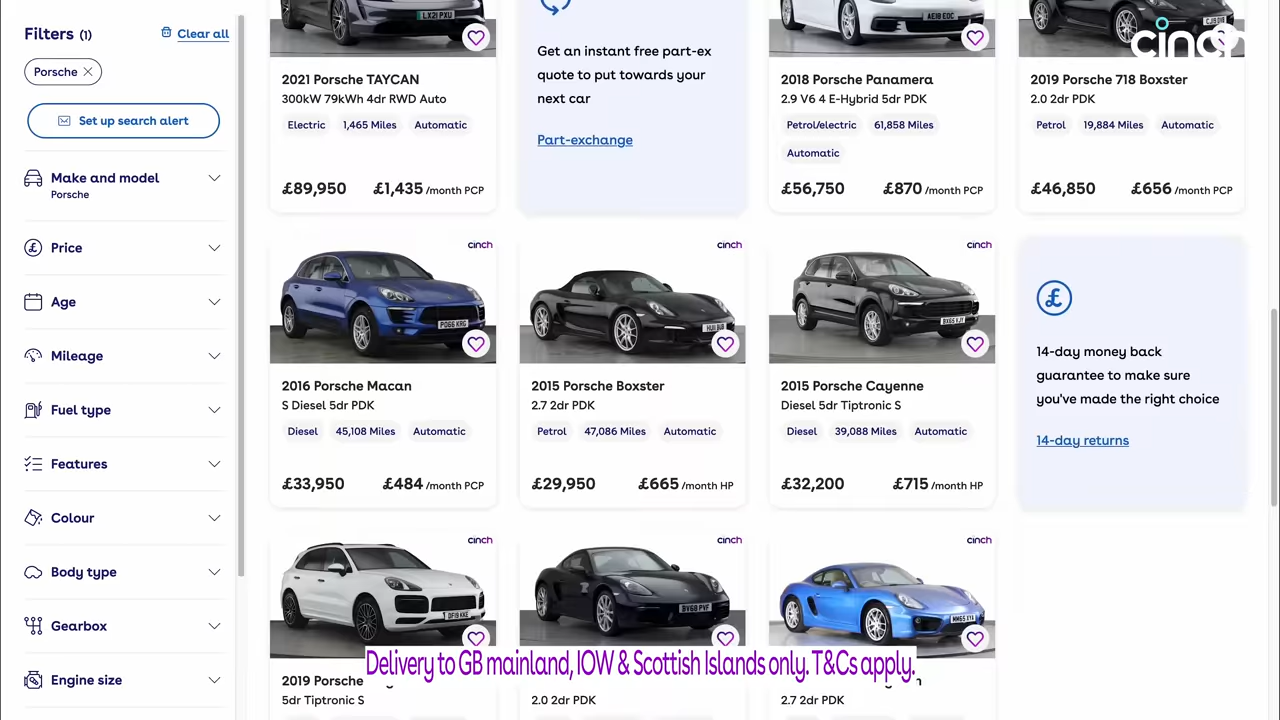 Filters (1)
Clear all
Porsche
Set up search alert
Make and model
Porsche
Price
Age
Mileage
Fuel type
Features
Colour
Body type
Gearbox
Engine size
LX21 PXU
2021 Porsche TAYCAN
300kW 79kWh 4dr RWD Auto
Electric 1,465 Miles Automatic
£89,950 £1,435 /month PCP
Get an instant free part-ex
quote to put towards your
next car
Part-exchange
AE18 EOC
2018 Porsche Panamera
2.9 V6 4 E-Hybrid 5dr PDK
Petrol/electric 61,858 Miles
Automatic
£56,750 £870 /month PCP
cinch
2019 Porsche 718 Boxster
2.0 2dr PDK
Petrol 19,884 Miles Automatic
£46,850 £656 /month PCP
cinch
PO66 KRG
2016 Porsche Macan
S Diesel 5dr PDK
Diesel 45,108 Miles Automatic
£33,950 £484 /month PCP
cinch
2015 Porsche Boxster
2.7 2dr PDK
Petrol 47,086 Miles Automatic
£29,950 £665 /month HP
cinch
2015 Porsche Cayenne
Diesel 5dr Tiptronic S
Diesel 39,088 Miles Automatic
£32,200 £715 /month HP
14-day money back
guarantee to make sure
you've made the right choice
14-day returns
cinch
2019 Porsche
5dr Tiptronic S
cinch
BV68 PVF
2.0 2dr PDK
cinch
2.7 2dr PDK
Delivery to GB mainland, IOW & Scottish Islands only. T&Cs apply.